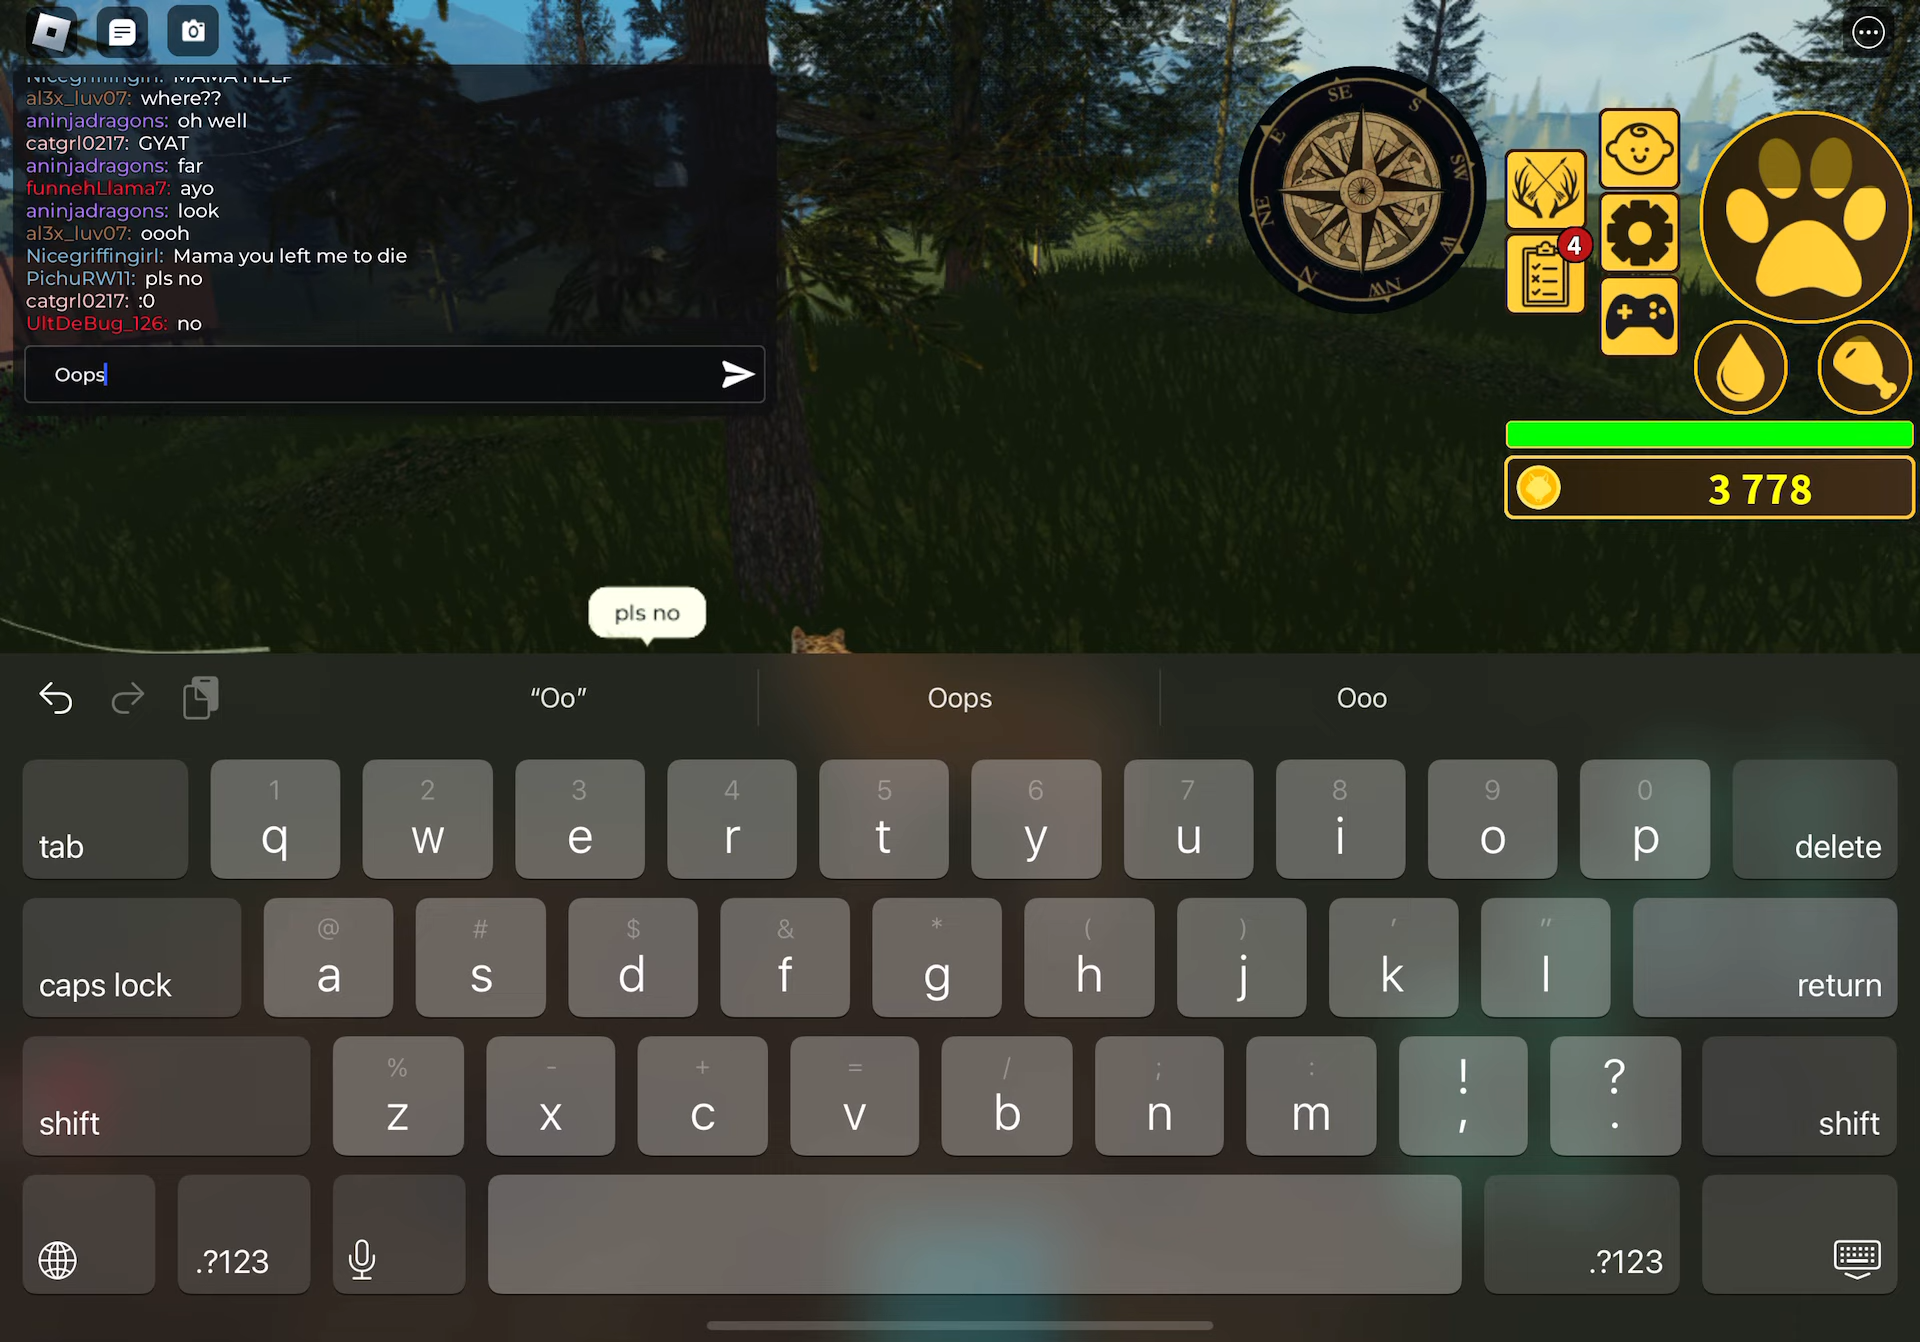 Nicegriffingirl: MAMA HELP
al3x_luv07: where??
aninjadragons: oh well
catgrl0217: GYAT
aninjadragons: far
funnehLlama7: ayo
aninjadragons: look
al3x_luv07: oooh
Nicegriffingirl: Mama you left me to die
PichuRW11: pls no
catgrl0217: :0
UltDeBug_126: no
Oops
SE S SW W NW N NE E
4
3 778
pls no
“Oo” Oops Ooo
1 2 3 4 5 6 7 8 9 0
tab q w e r t y u i o p delete
@ # $ & * ( ) ' "
caps lock a s d f g h j k l return
% - + = / ; : ! ?
shift z x c v b n m , . shift
.?123 .?123